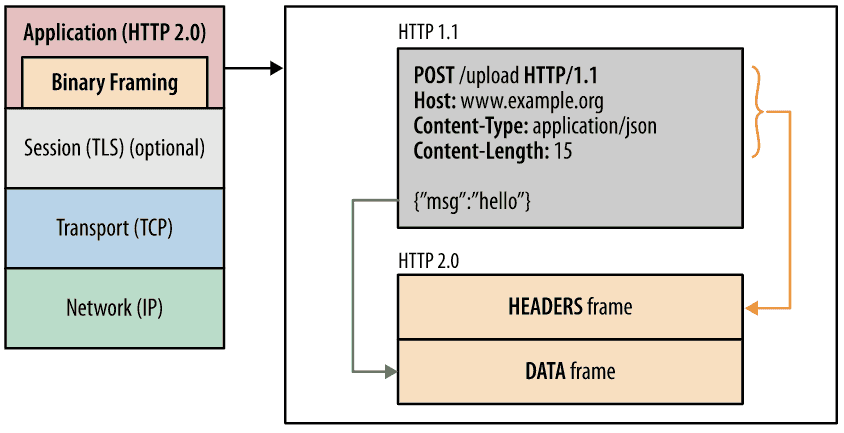 Application (HTTP 2.0)
Binary Framing
Session (TLS) (optional)
Transport (TCP)
Network (IP)
HTTP 1.1
POST /upload HTTP/1.1
Host: www.example.org
Content-Type: application/json
Content-Length: 15
{”msg”:”hello”}
HTTP 2.0
HEADERS frame
DATA frame